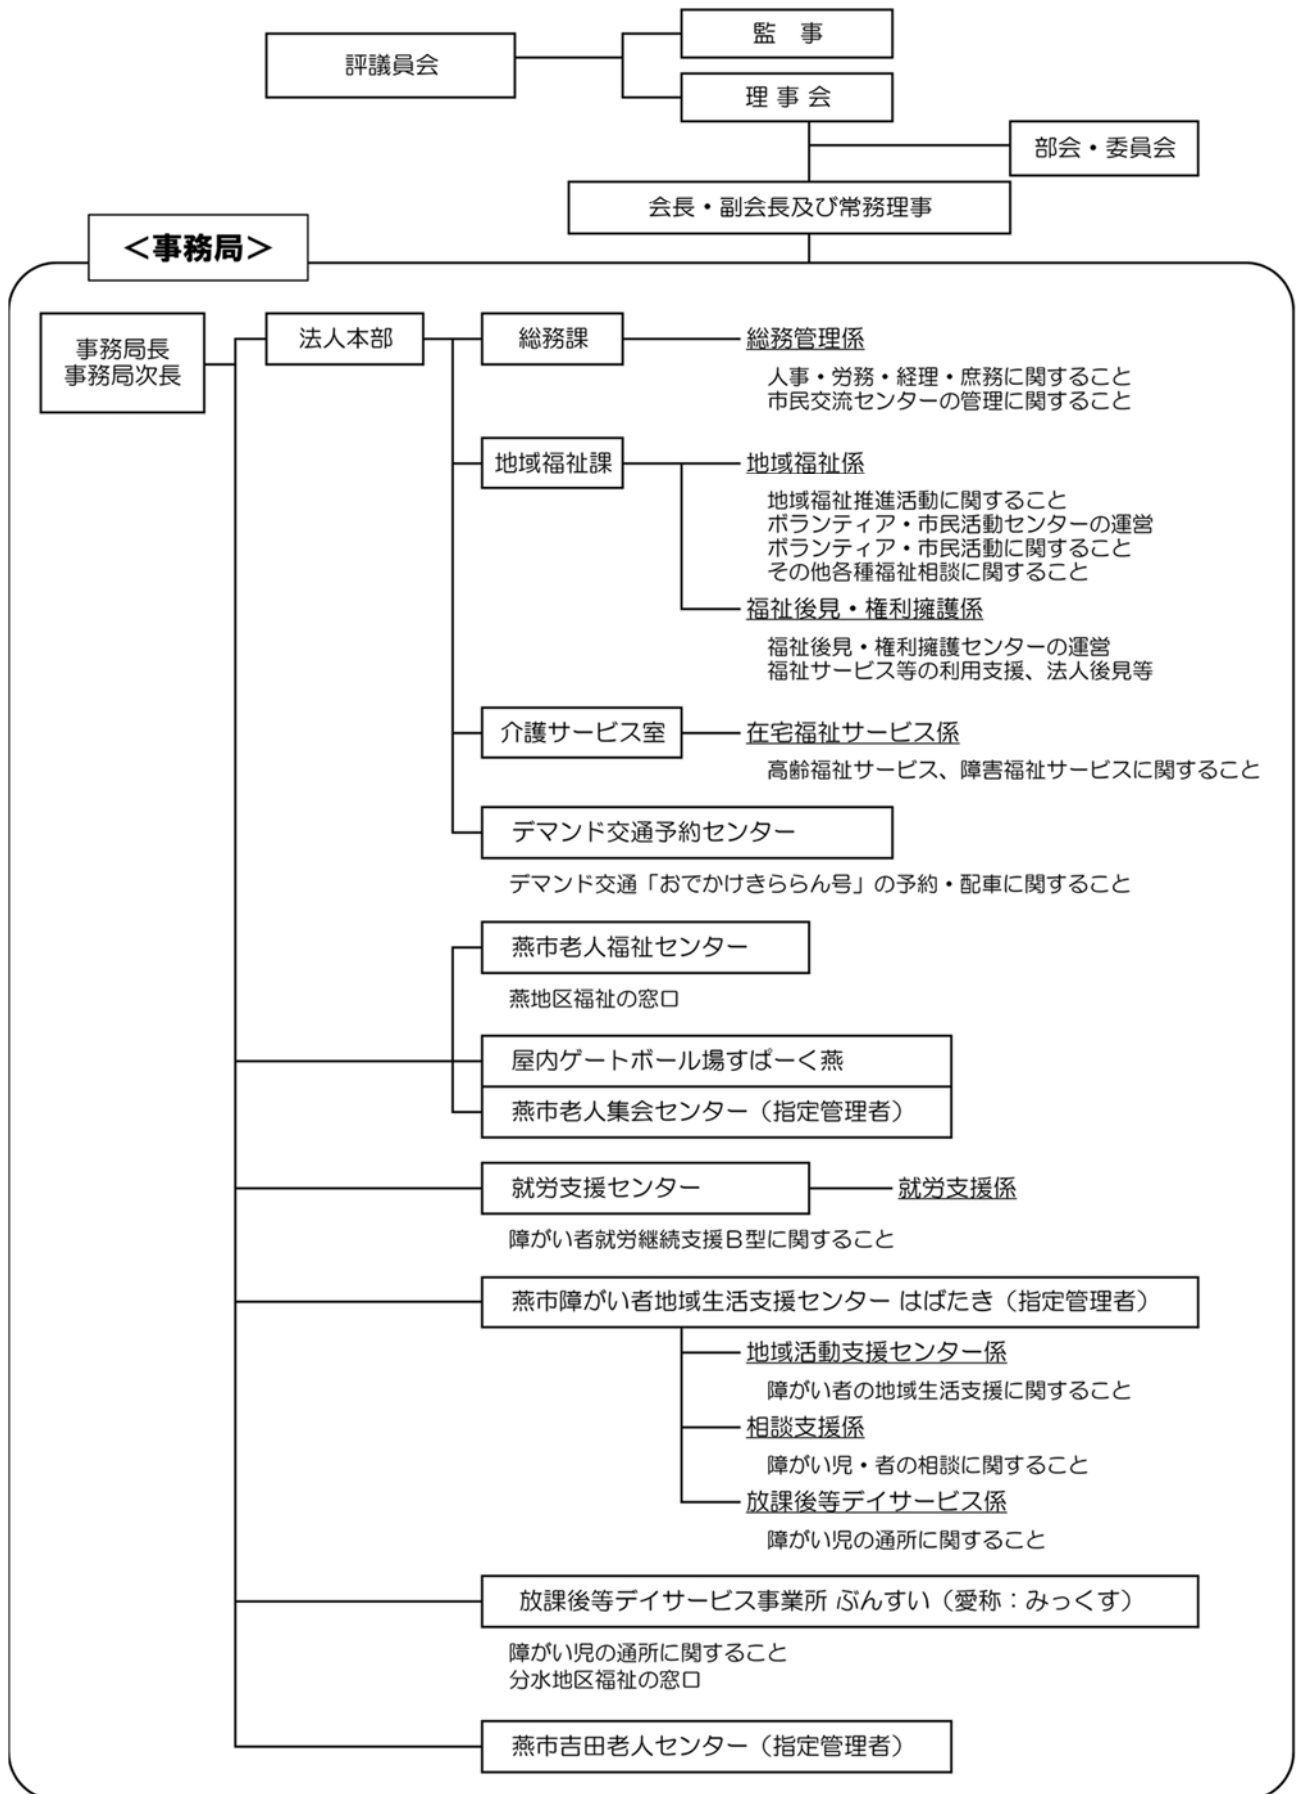 監　事
評議員会
理 事 会
部会・委員会
会長・副会長及び常務理事
＜事務局＞
事務局長
事務局次長
法人本部
総務課
総務管理係
人事・労務・経理・庶務に関すること
市民交流センターの管理に関すること
地域福祉課
地域福祉係
地域福祉推進活動に関すること
ボランティア・市民活動センターの運営
ボランティア・市民活動に関すること
その他各種福祉相談に関すること
福祉後見・権利擁護係
福祉後見・権利擁護センターの運営
福祉サービス等の利用支援、法人後見等
介護サービス室
在宅福祉サービス係
高齢福祉サービス、障害福祉サービスに関すること
デマンド交通予約センター
デマンド交通「おでかけきららん号」の予約・配車に関すること
燕市老人福祉センター
燕地区福祉の窓口
屋内ゲートボール場すぱーく燕
燕市老人集会センター（指定管理者）
就労支援センター
就労支援係
障がい者就労継続支援Ｂ型に関すること
燕市障がい者地域生活支援センター はばたき（指定管理者）
地域活動支援センター係
障がい者の地域生活支援に関すること
相談支援係
障がい児・者の相談に関すること
放課後等デイサービス係
障がい児の通所に関すること
放課後等デイサービス事業所 ぶんすい（愛称：みっくす）
障がい児の通所に関すること
分水地区福祉の窓口
燕市吉田老人センター（指定管理者）